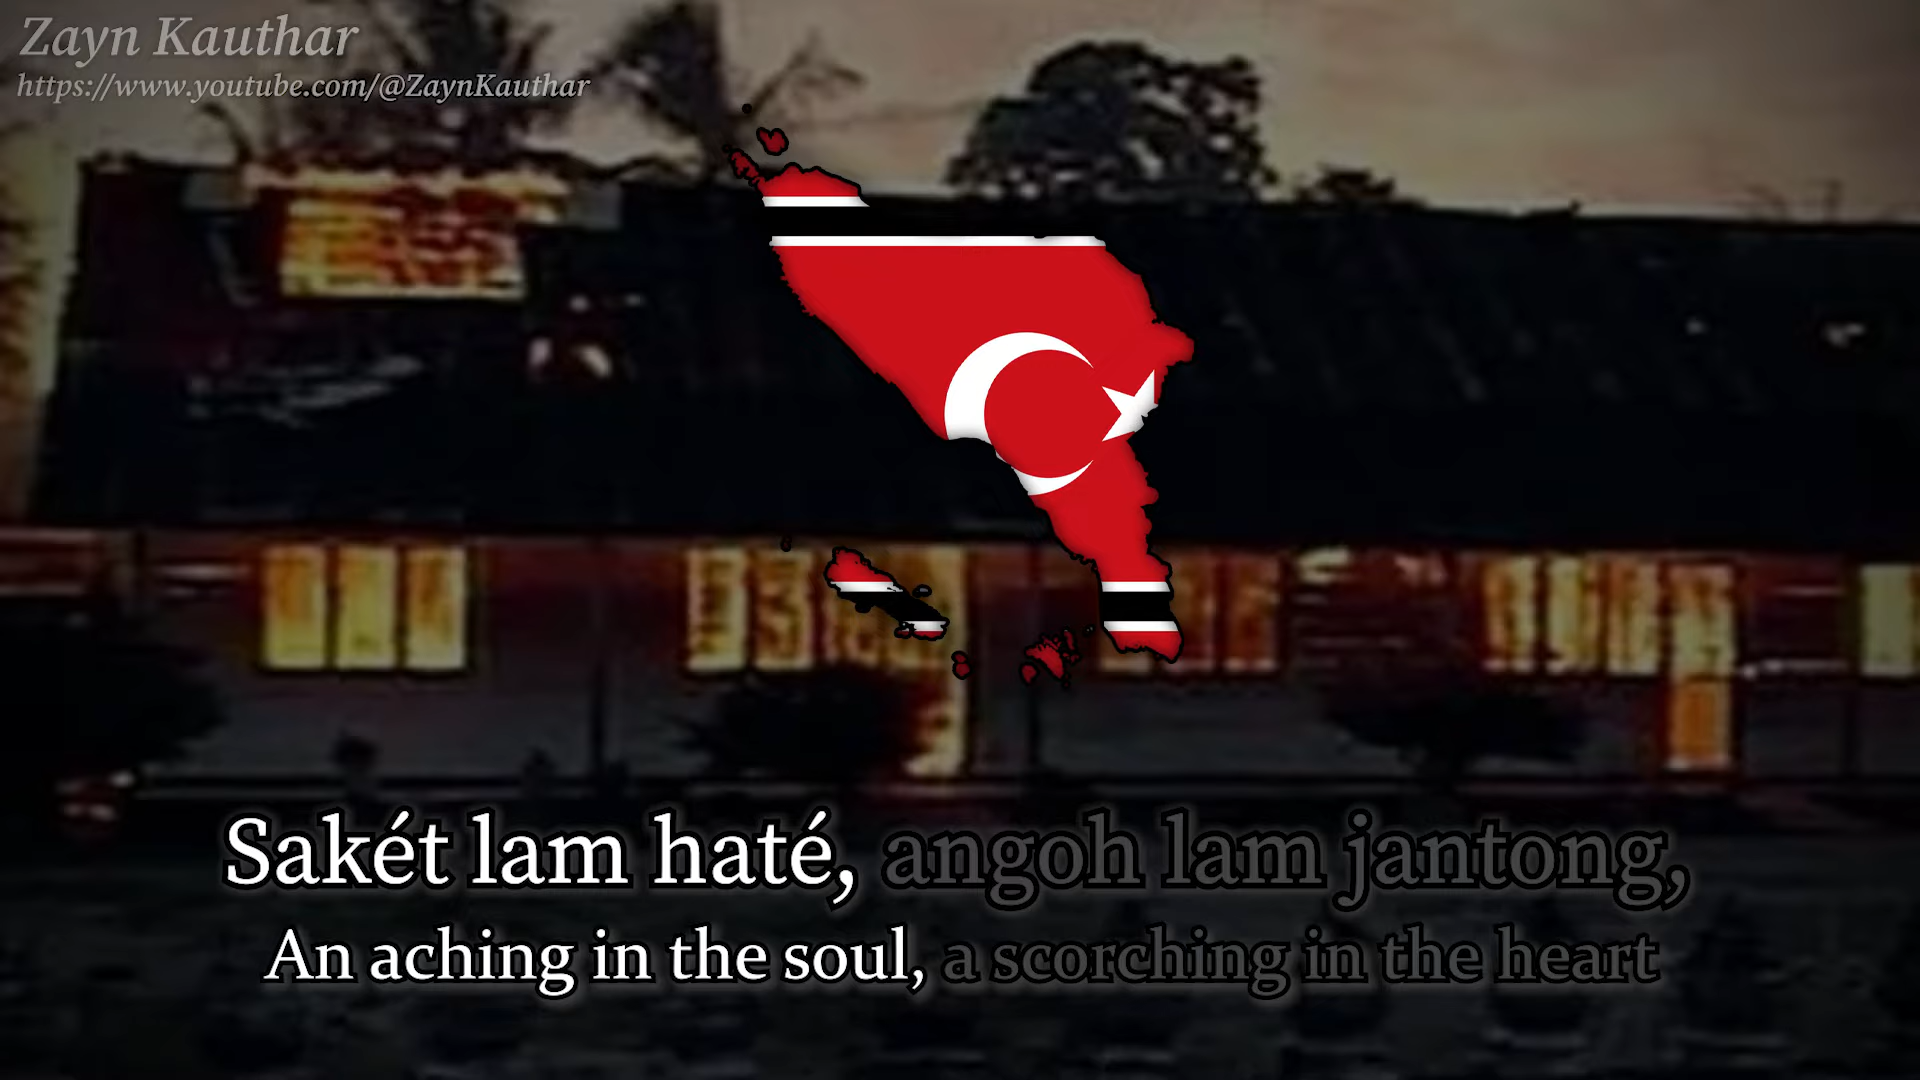 Zayn Kauthar
https://www.youtube.com/@ZaynKauthar
Sakét lam haté, angoh lam jantong,
An aching in the soul, a scorching in the heart